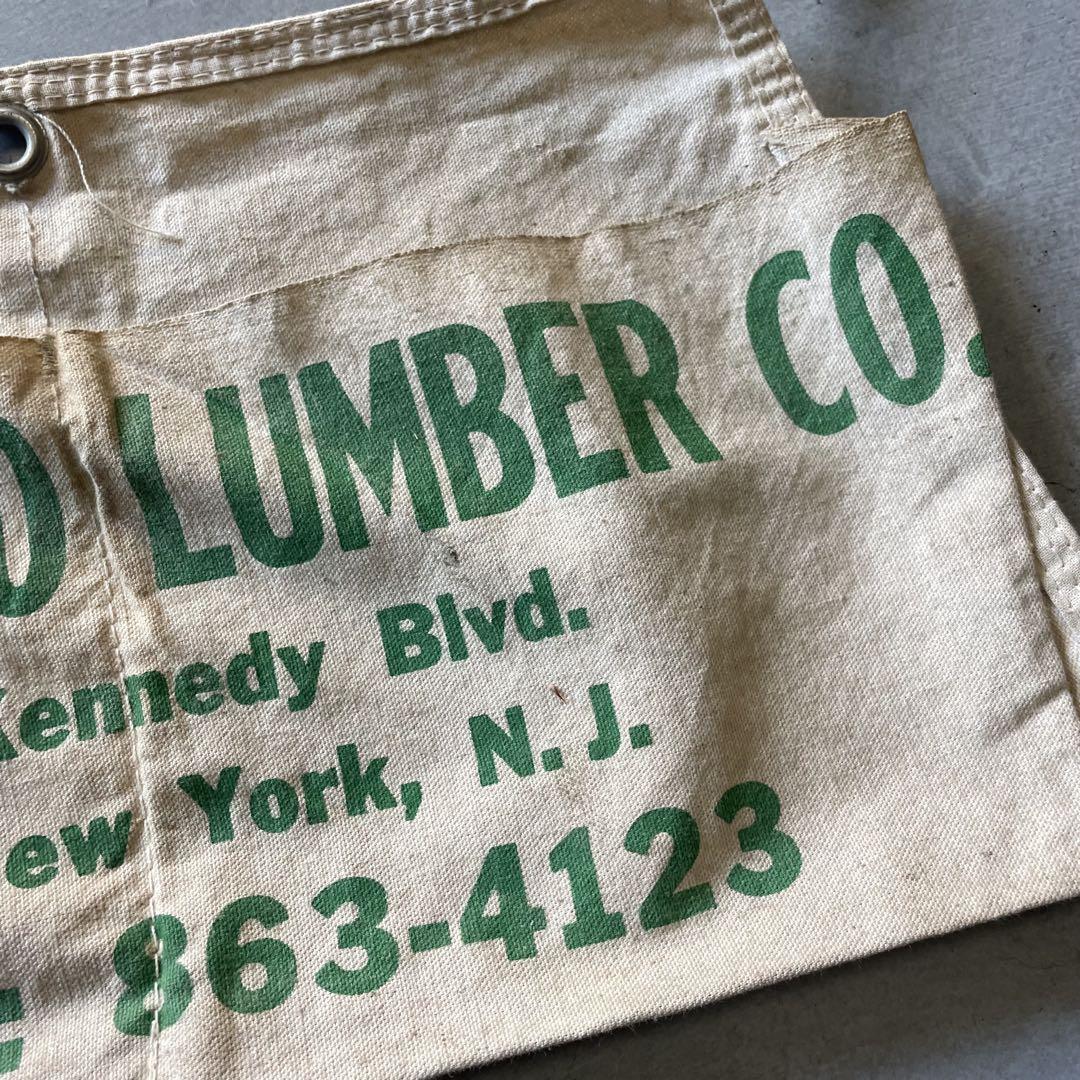 LUMBER CO.
Kennedy Blvd.
York, N.J.
863-4123